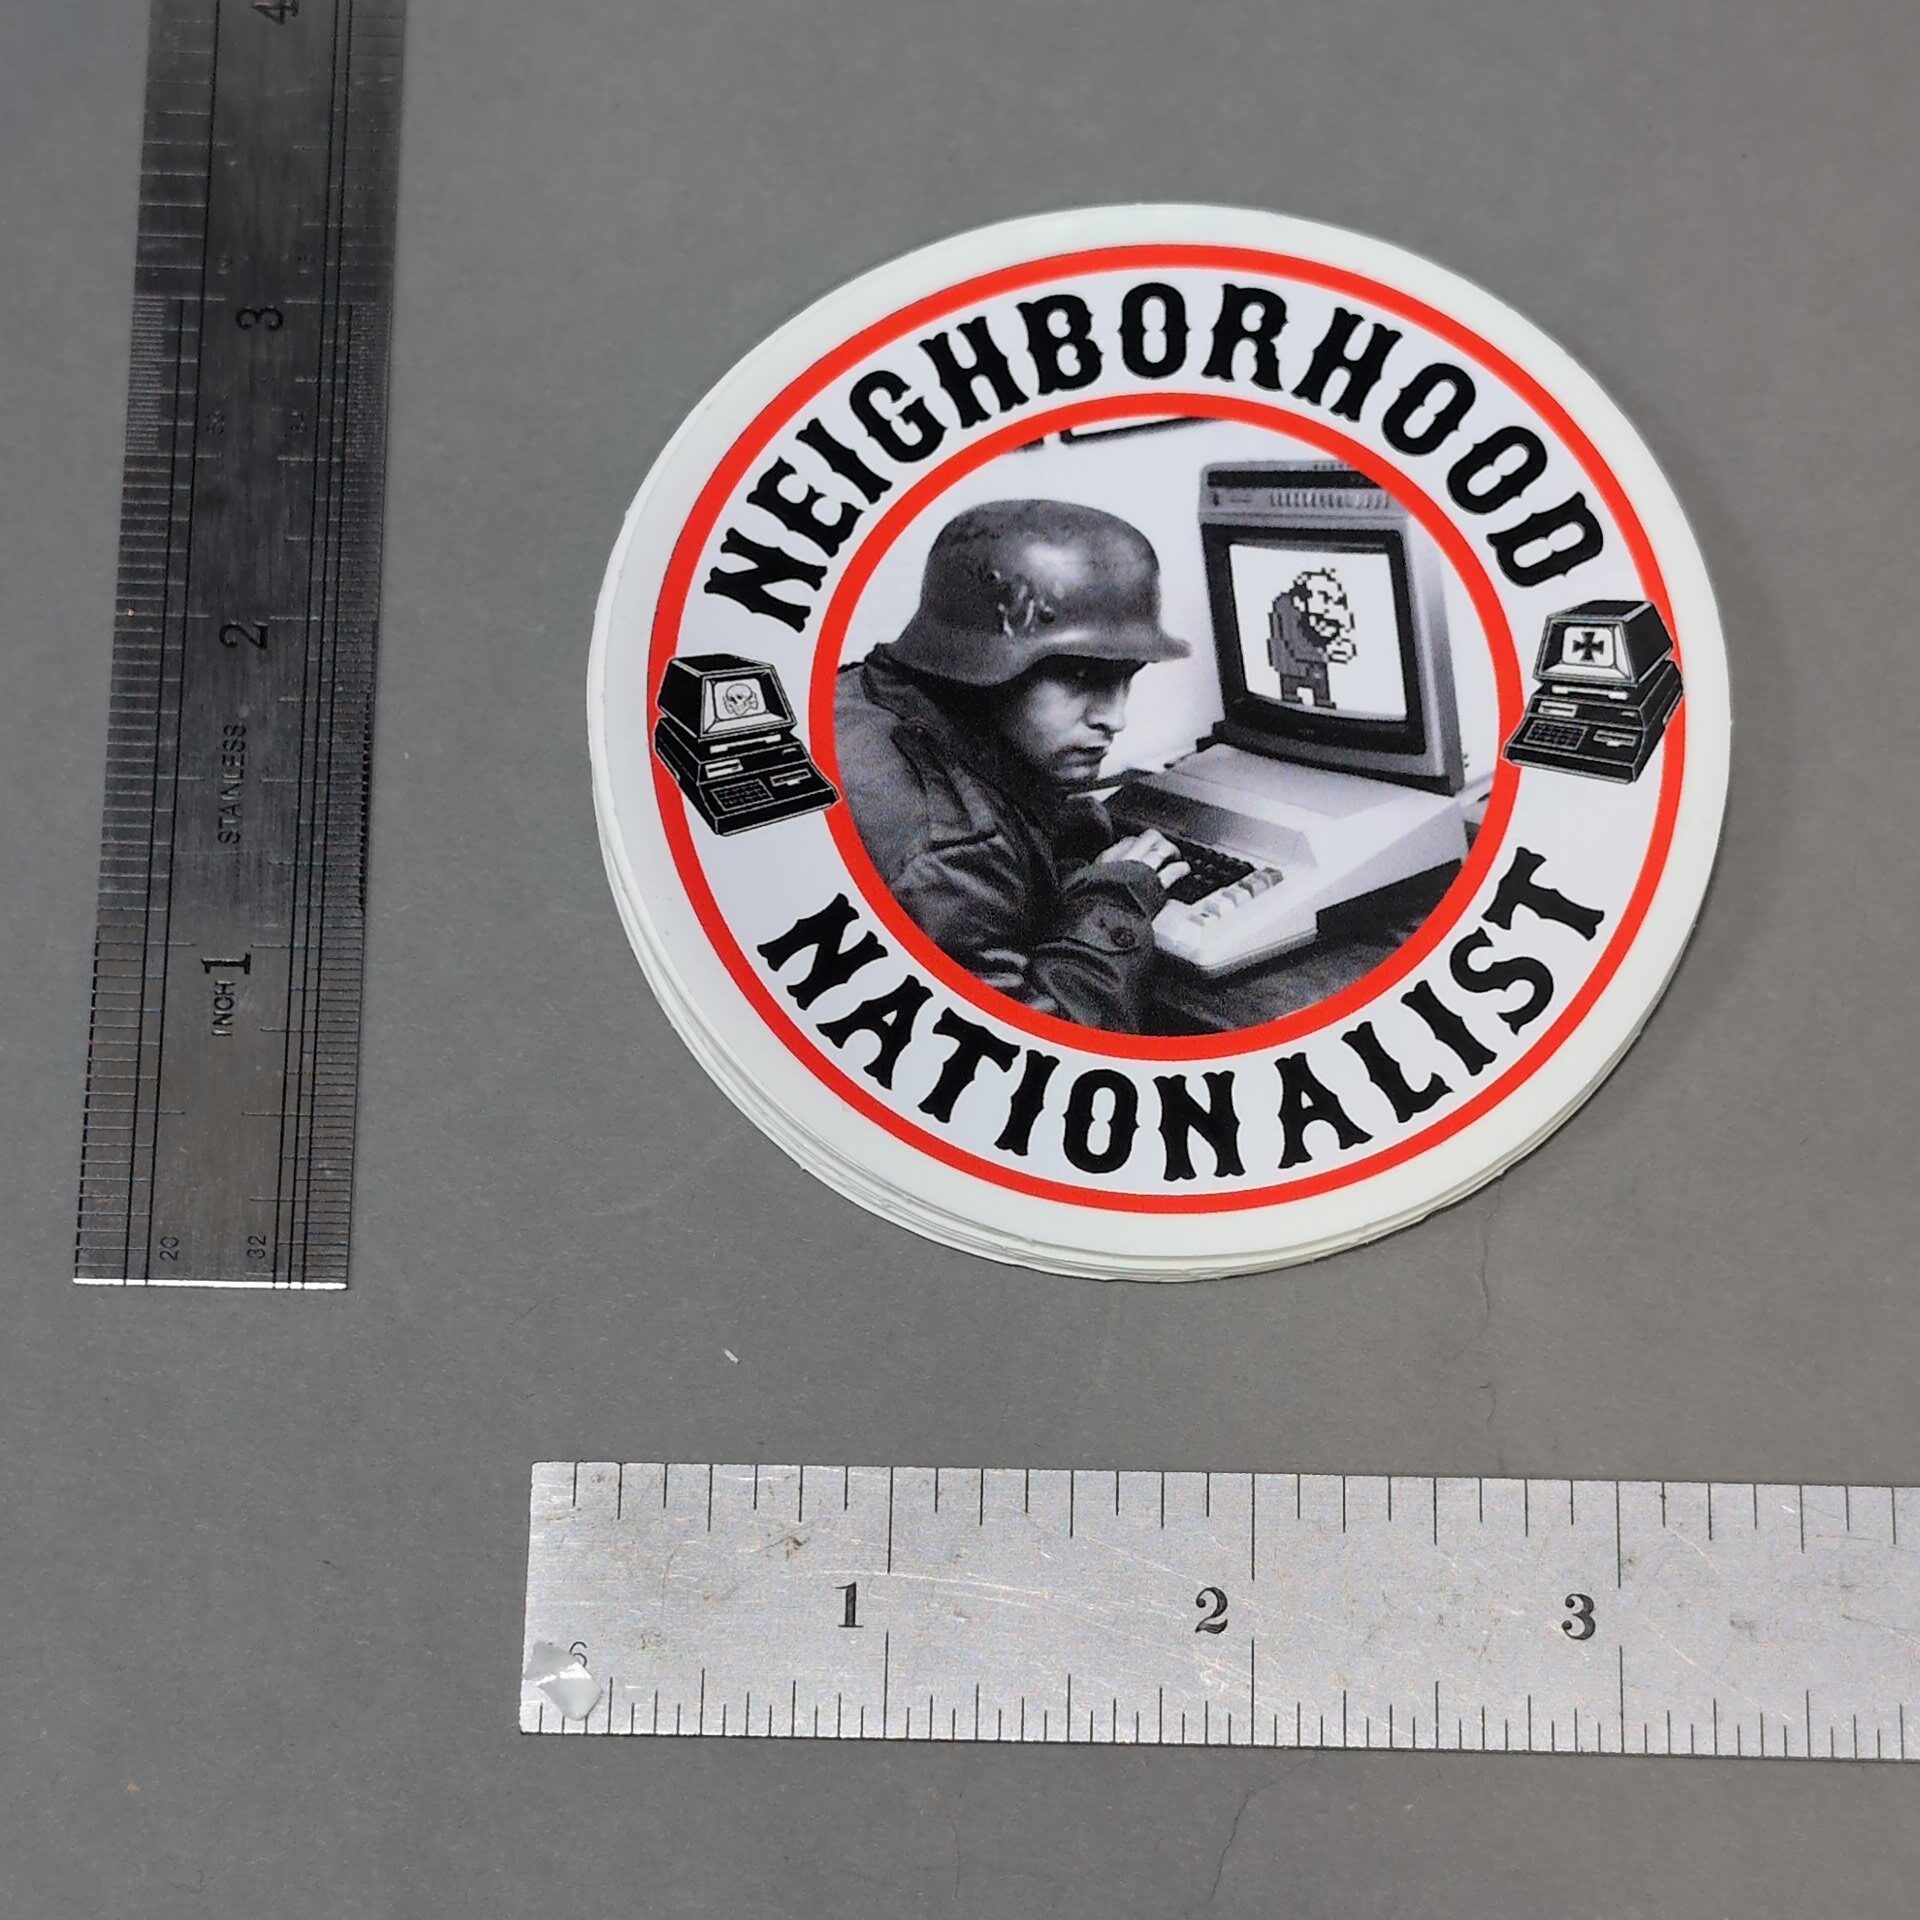 NEIGHBORHOOD
NATIONALIST
4
3
2
1
STAINLESS
INCH
20
32
1
2
3